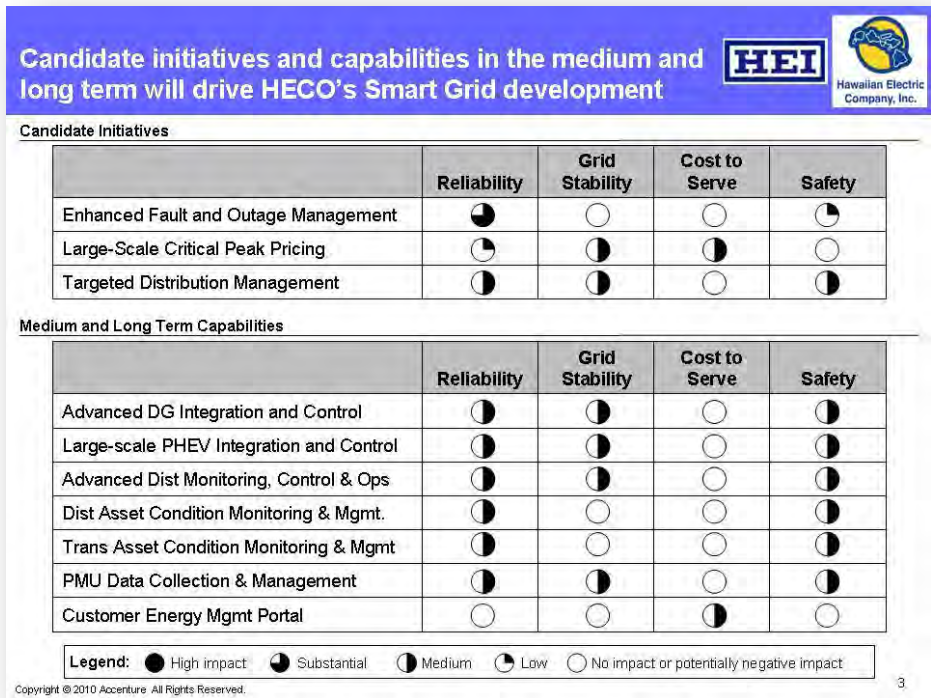 Candidate initiatives and capabilities in the medium and
long term will drive HECO's Smart Grid development
HEI
Hawaiian Electric
Company, Inc.
Candidate Initiatives
Reliability Grid Stability Cost to Serve Safety
Enhanced Fault and Outage Management
Large-Scale Critical Peak Pricing
Targeted Distribution Management
Medium and Long Term Capabilities
Reliability Grid Stability Cost to Serve Safety
Advanced DG Integration and Control
Large-scale PHEV Integration and Control
Advanced Dist Monitoring, Control & Ops
Dist Asset Condition Monitoring & Mgmt.
Trans Asset Condition Monitoring & Mgmt
PMU Data Collection & Management
Customer Energy Mgmt Portal
Legend: High impact Substantial Medium Low No impact or potentially negative impact
Copyright © 2010 Accenture All Rights Reserved.
3